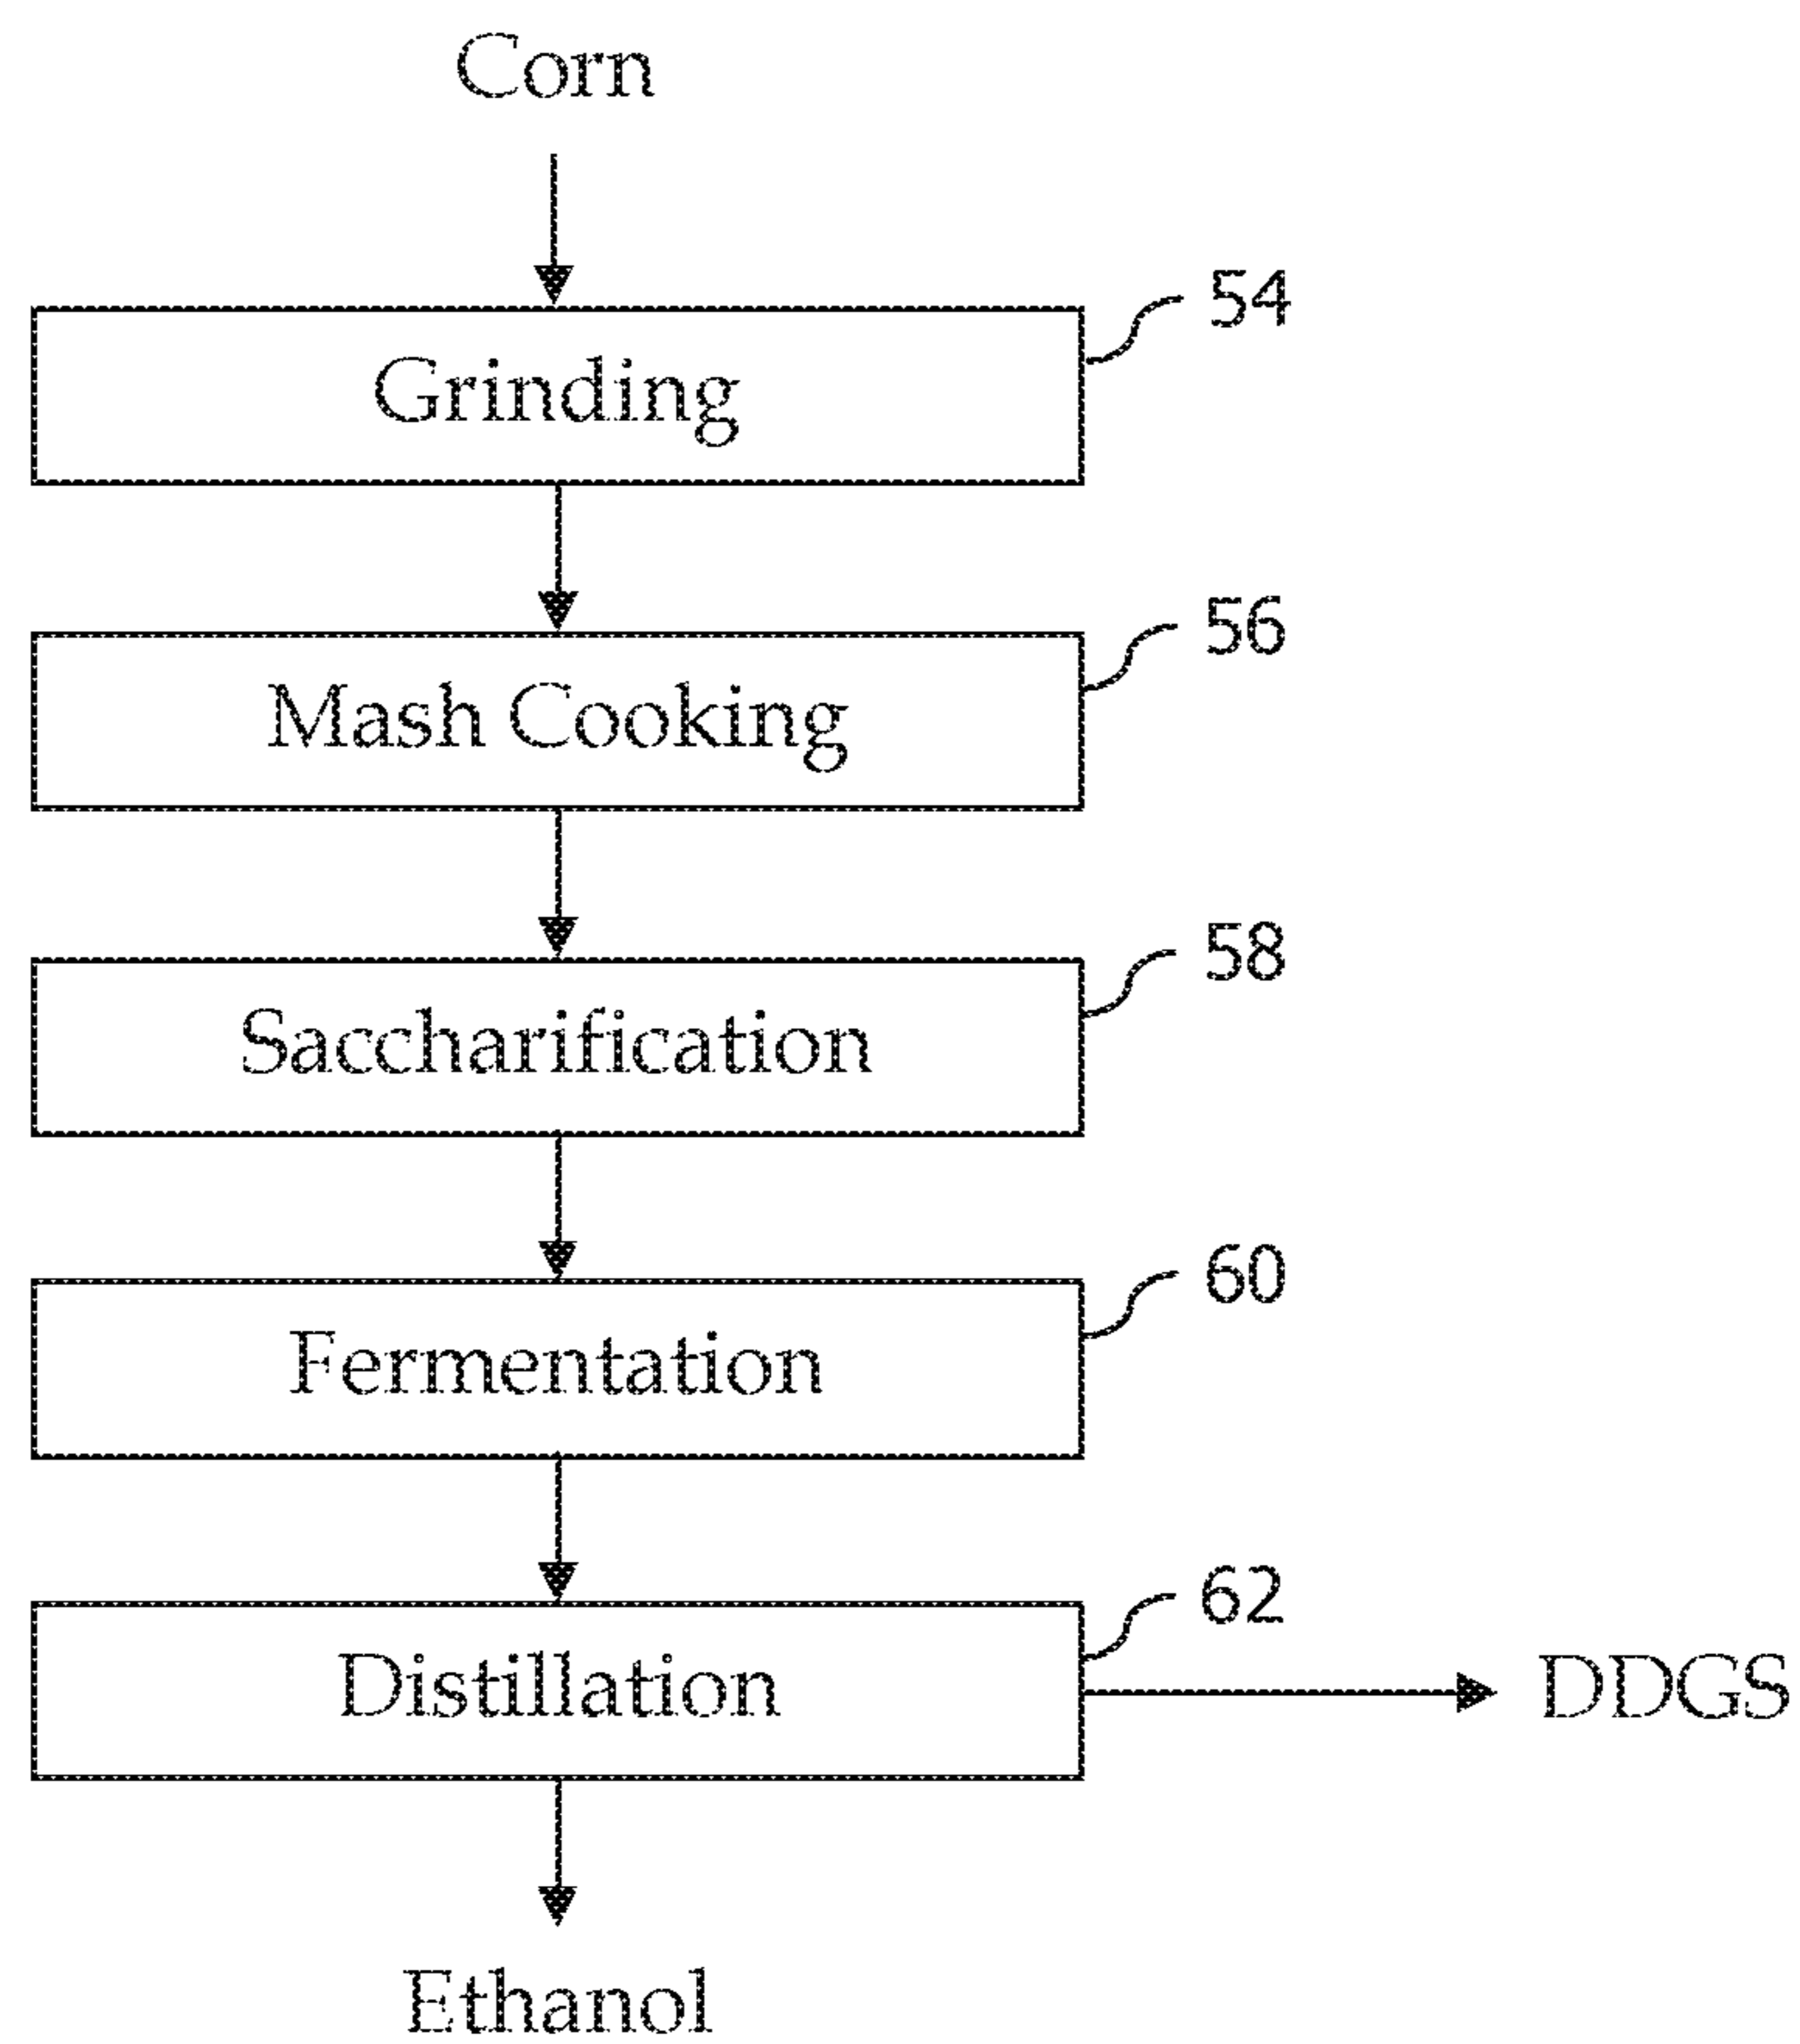 Corn
54
Grinding
56
Mash Cooking
58
Saccharification
60
Fermentation
62
Distillation
DDGS
Ethanol